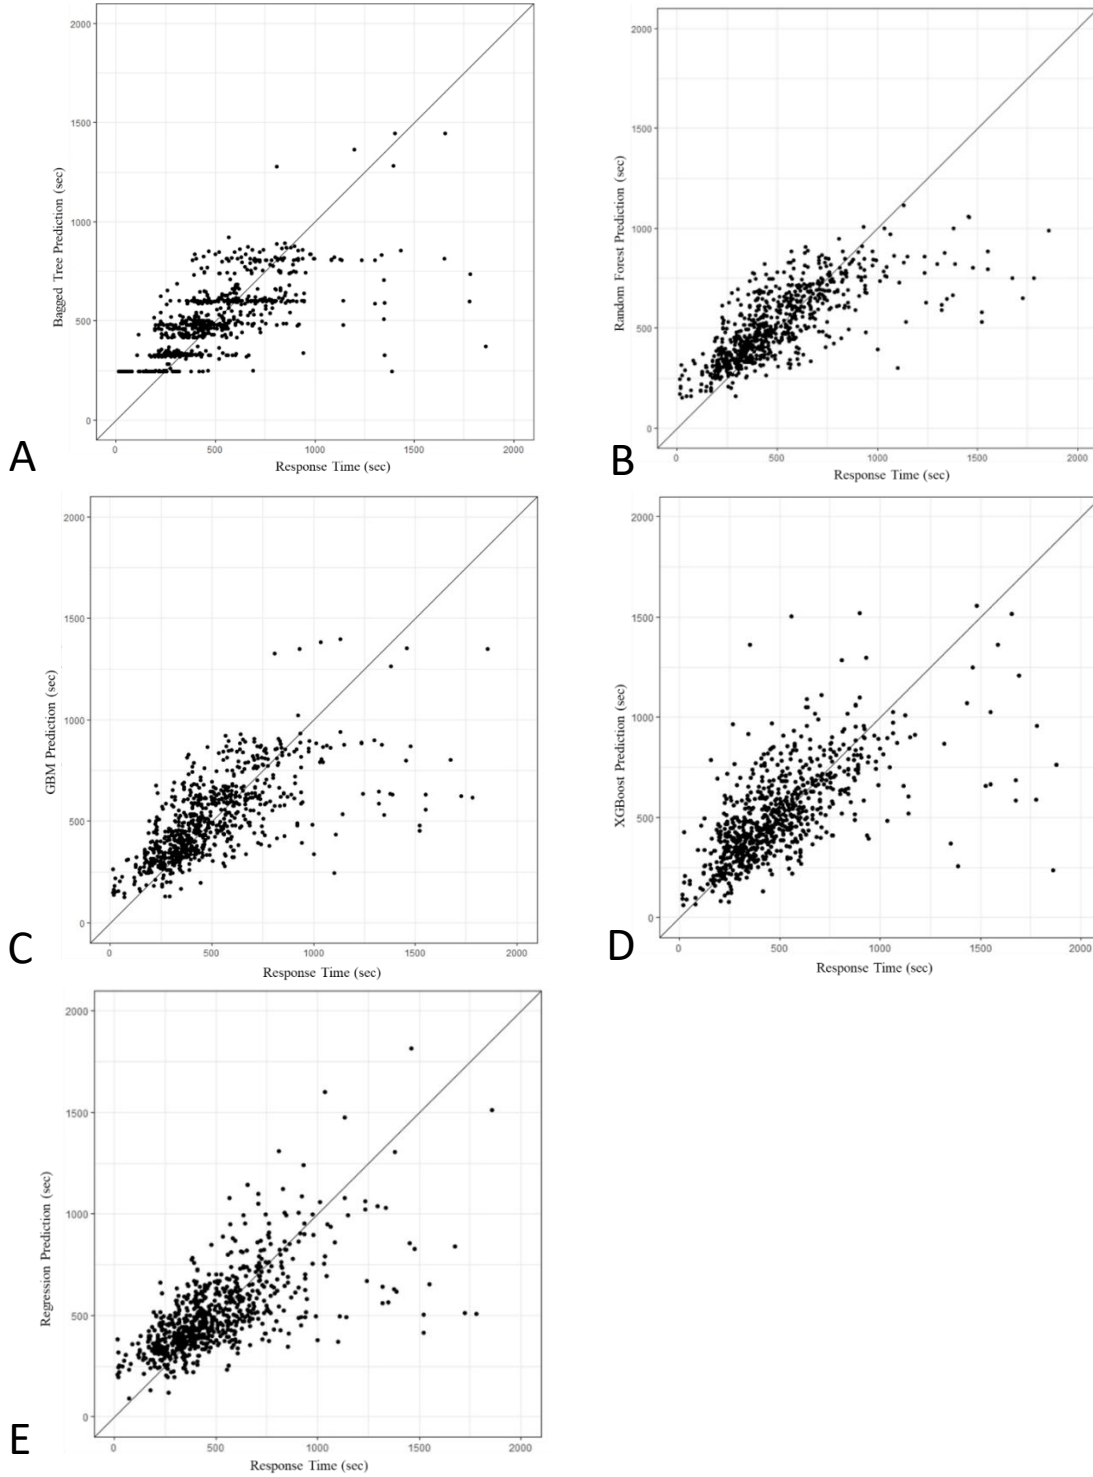 2000
1500
1000
500
0
Bagged Tree Prediction (sec)
0 500 1000 1500 2000
Response Time (sec)
A
2000
1500
1000
500
0
Random Forest Prediction (sec)
0 500 1000 1500 2000
Response Time (sec)
B
2000
1500
1000
500
0
GBM Prediction (sec)
0 500 1000 1500 2000
Response Time (sec)
C
2000
1500
1000
500
0
XGBoost Prediction (sec)
0 500 1000 1500 2000
Response Time (sec)
D
2000
1500
1000
500
0
Regression Prediction (sec)
0 500 1000 1500 2000
Response Time (sec)
E